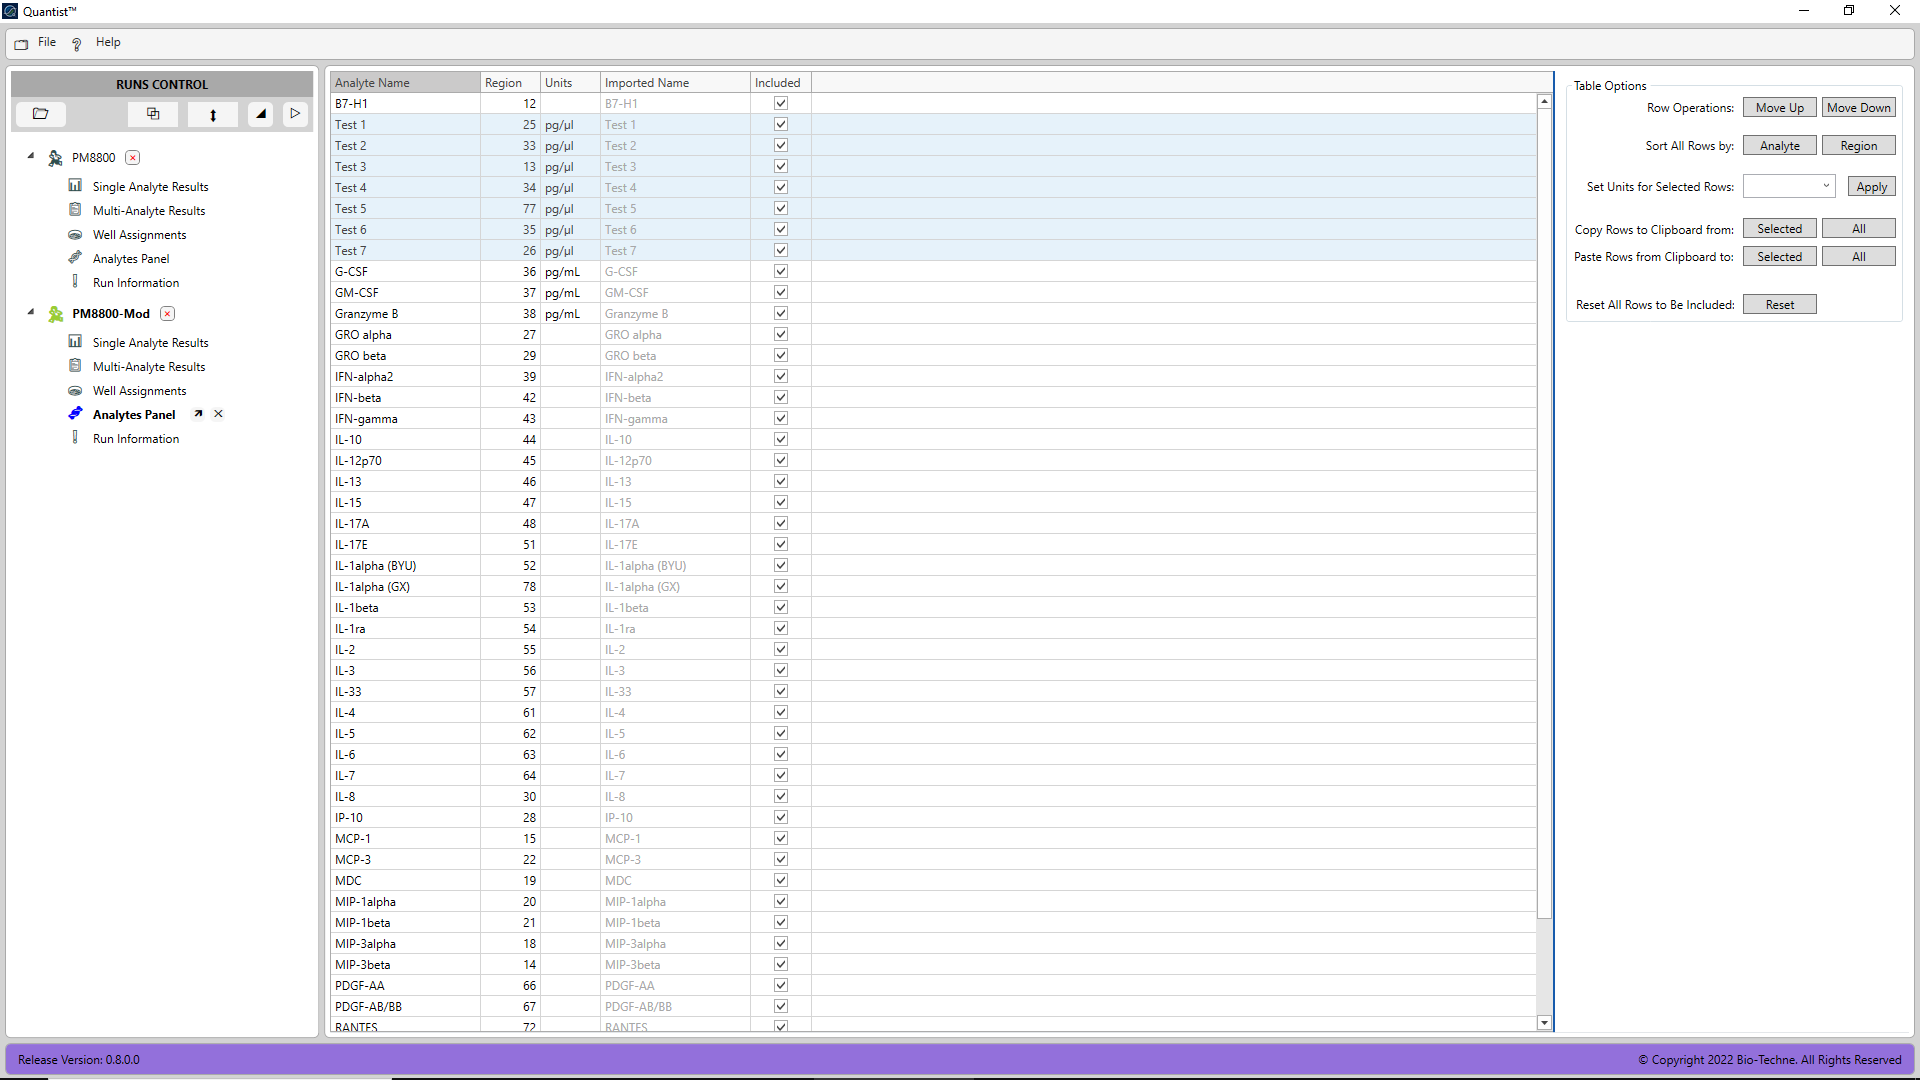 Quantist™
File Help
RUNS CONTROL
PM8800
Single Analyte Results
Multi-Analyte Results
Well Assignments
Analytes Panel
Run Information
PM8800-Mod
Single Analyte Results
Multi-Analyte Results
Well Assignments
Analytes Panel
Run Information
Analyte Name Region Units Imported Name Included
B7-H1 12 B7-H1
Test 1 25 pg/µl Test 1
Test 2 33 pg/µl Test 2
Test 3 13 pg/µl Test 3
Test 4 34 pg/µl Test 4
Test 5 77 pg/µl Test 5
Test 6 35 pg/µl Test 6
Test 7 26 pg/µl Test 7
G-CSF 36 pg/mL G-CSF
GM-CSF 37 pg/mL GM-CSF
Granzyme B 38 pg/mL Granzyme B
GRO alpha 27 GRO alpha
GRO beta 29 GRO beta
IFN-alpha2 39 IFN-alpha2
IFN-beta 42 IFN-beta
IFN-gamma 43 IFN-gamma
IL-10 44 IL-10
IL-12p70 45 IL-12p70
IL-13 46 IL-13
IL-15 47 IL-15
IL-17A 48 IL-17A
IL-17E 51 IL-17E
IL-1alpha (BYU) 52 IL-1alpha (BYU)
IL-1alpha (GX) 78 IL-1alpha (GX)
IL-1beta 53 IL-1beta
IL-1ra 54 IL-1ra
IL-2 55 IL-2
IL-3 56 IL-3
IL-33 57 IL-33
IL-4 61 IL-4
IL-5 62 IL-5
IL-6 63 IL-6
IL-7 64 IL-7
IL-8 30 IL-8
IP-10 28 IP-10
MCP-1 15 MCP-1
MCP-3 22 MCP-3
MDC 19 MDC
MIP-1alpha 20 MIP-1alpha
MIP-1beta 21 MIP-1beta
MIP-3alpha 18 MIP-3alpha
MIP-3beta 14 MIP-3beta
PDGF-AA 66 PDGF-AA
PDGF-AB/BB 67 PDGF-AB/BB
RANTES 72 RANTES
Table Options
Row Operations: Move Up Move Down
Sort All Rows by: Analyte Region
Set Units for Selected Rows: Apply
Copy Rows to Clipboard from: Selected All
Paste Rows from Clipboard to: Selected All
Reset All Rows to Be Included: Reset
Release Version: 0.8.0.0
© Copyright 2022 Bio-Techne. All Rights Reserved